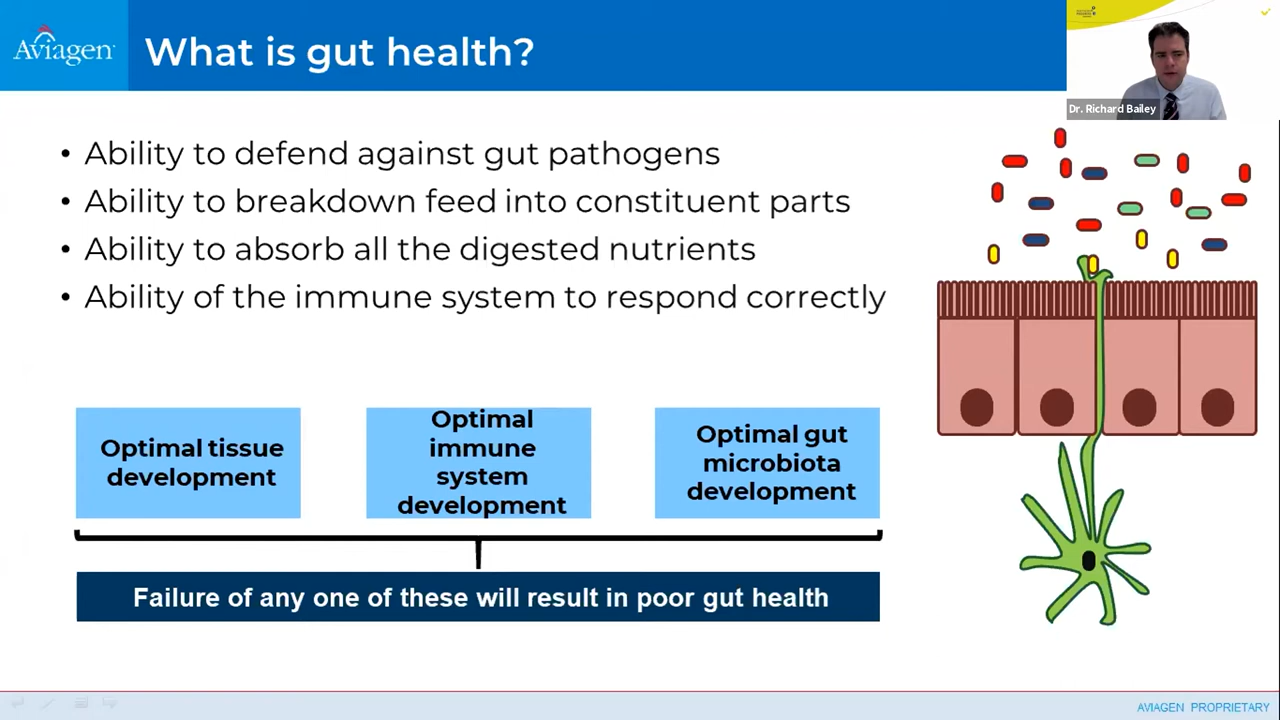 Aviagen
What is gut health?
Dr. Richard Bailey
• Ability to defend against gut pathogens
• Ability to breakdown feed into constituent parts
• Ability to absorb all the digested nutrients
• Ability of the immune system to respond correctly
Optimal tissue
development
Optimal
immune
system
development
Optimal gut
microbiota
development
Failure of any one of these will result in poor gut health
AVIAGEN PROPRIETARY